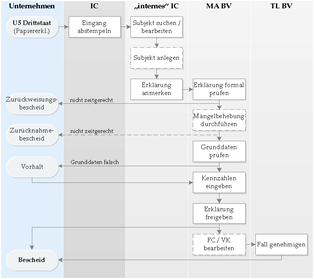 Unternehmen
IC
„internes“ IC
MA BV
TL BV
U5 Drittstaat
(Papiererkl.)
Eingang
abstempeln
Subjekt suchen /
bearbeiten
Subjekt anlegen
Erklärung
anmerken
Erklärung formal
prüfen
Zurückweisungs-
bescheid
nicht zeitgerecht
Mängelbehebung
durchführen
Zurücknahme-
bescheid
nicht zeitgerecht
Grunddaten
prüfen
Vorhalt
Grunddaten falsch
Kennzahlen
eingeben
Erklärung
freigeben
FC / VK
bearbeiten
Fall genehmigen
Bescheid